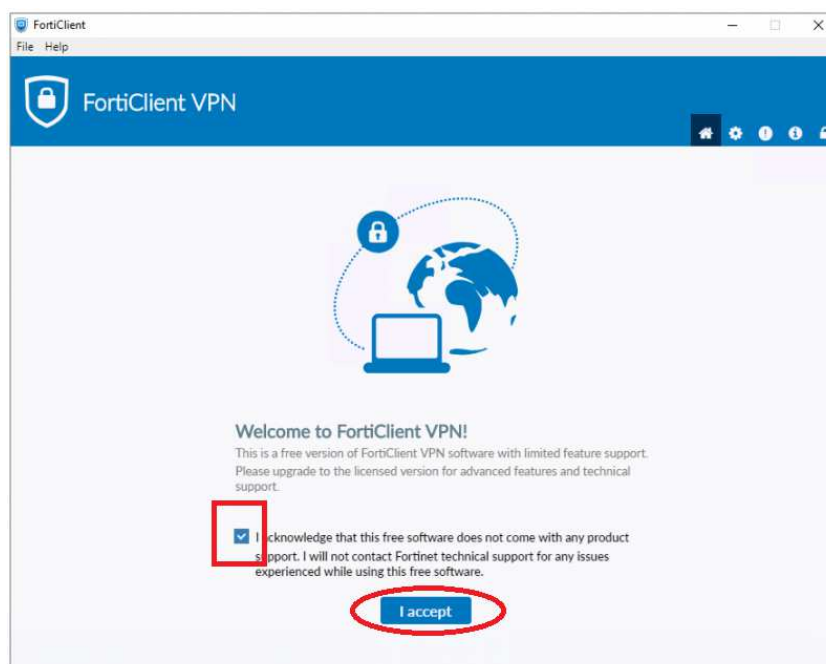 FortiClient
File Help
FortiClient VPN
Welcome to FortiClient VPN!
This is a free version of FortiClient VPN software with limited feature support.
Please upgrade to the licensed version for advanced features and technical
support.
I acknowledge that this free software does not come with any product
support. I will not contact Fortinet technical support for any issues
experienced while using this free software.
I accept